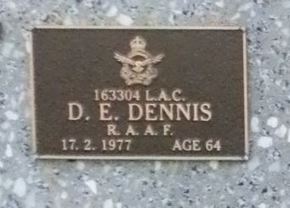 163304 L.A.C.
D. E. DENNIS
R. A. A. F.
17. 2. 1977 AGE 64